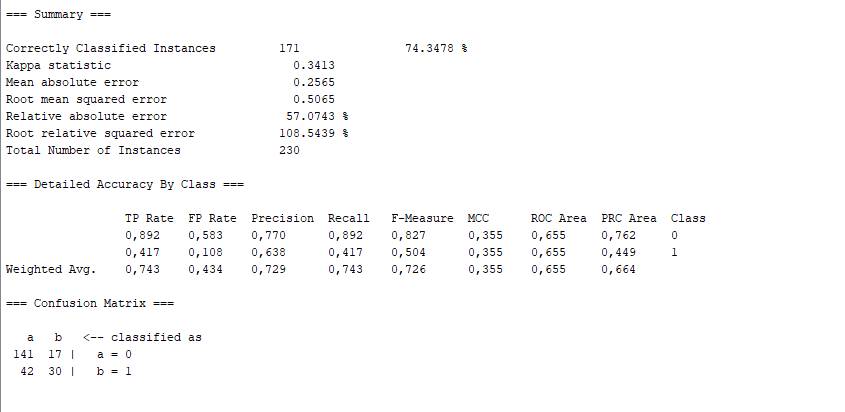 === Summary ===
Correctly Classified Instances 171 74.3478 %
Kappa statistic 0.3413
Mean absolute error 0.2565
Root mean squared error 0.5065
Relative absolute error 57.0743 %
Root relative squared error 108.5439 %
Total Number of Instances 230
=== Detailed Accuracy By Class ===
TP Rate FP Rate Precision Recall F-Measure MCC ROC Area PRC Area Class
0,892 0,583 0,770 0,892 0,827 0,355 0,655 0,762 0
0,417 0,108 0,638 0,417 0,504 0,355 0,655 0,449 1
Weighted Avg. 0,743 0,434 0,729 0,743 0,726 0,355 0,655 0,664
=== Confusion Matrix ===
a b <-- classified as
141 17 | a = 0
42 30 | b = 1